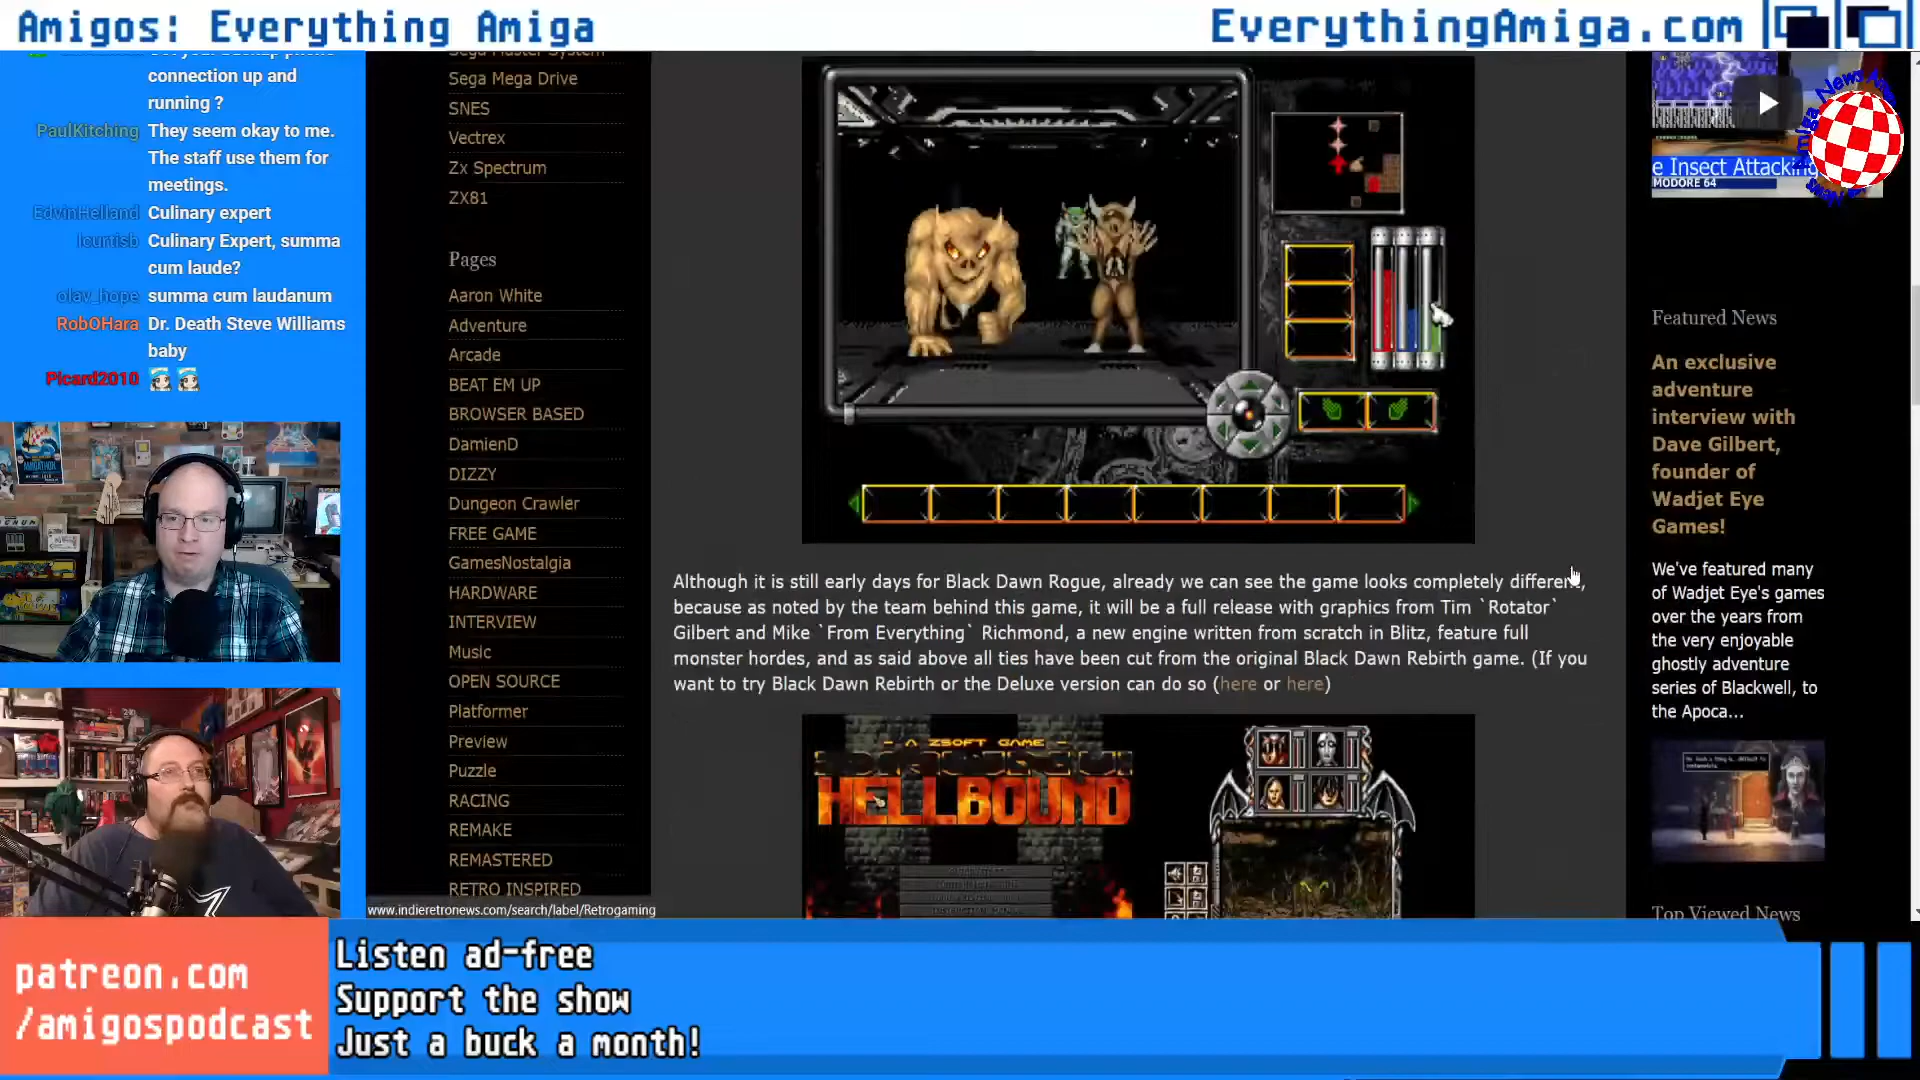 Amigos: Everything Amiga
EverythingAmiga.com
connection up and
running ?
PaulKitching They seem okay to me.
The staff use them for
meetings.
EdvinHelland Culinary expert
lcurtisb Culinary Expert, summa
cum laude?
olav_hope summa cum laudanum
RobOHara Dr. Death Steve Williams
baby
Picard2010
Sega Master System
Sega Mega Drive
SNES
Vectrex
Zx Spectrum
ZX81
Pages
Aaron White
Adventure
Arcade
BEAT EM UP
BROWSER BASED
DamienD
DIZZY
Dungeon Crawler
FREE GAME
GamesNostalgia
HARDWARE
INTERVIEW
Music
OPEN SOURCE
Platformer
Preview
Puzzle
RACING
REMAKE
REMASTERED
RETRO INSPIRED
www.indieretronews.com/search/label/Retrogaming
Although it is still early days for Black Dawn Rogue, already we can see the game looks completely different,
because as noted by the team behind this game, it will be a full release with graphics from Tim `Rotator`
Gilbert and Mike `From Everything` Richmond, a new engine written from scratch in Blitz, feature full
monster hordes, and as said above all ties have been cut from the original Black Dawn Rebirth game. (If you
want to try Black Dawn Rebirth or the Deluxe version can do so (here or here)
- A ZSOFT GAME -
HELLBOUND
Amiga News
e Insect Attacking
MODORE 64
Featured News
An exclusive
adventure
interview with
Dave Gilbert,
founder of
Wadjet Eye
Games!
We've featured many
of Wadjet Eye's games
over the years from
the very enjoyable
ghostly adventure
series of Blackwell, to
the Apoca...
Top Viewed News
patreon.com
/amigospodcast
Listen ad-free
Support the show
Just a buck a month!